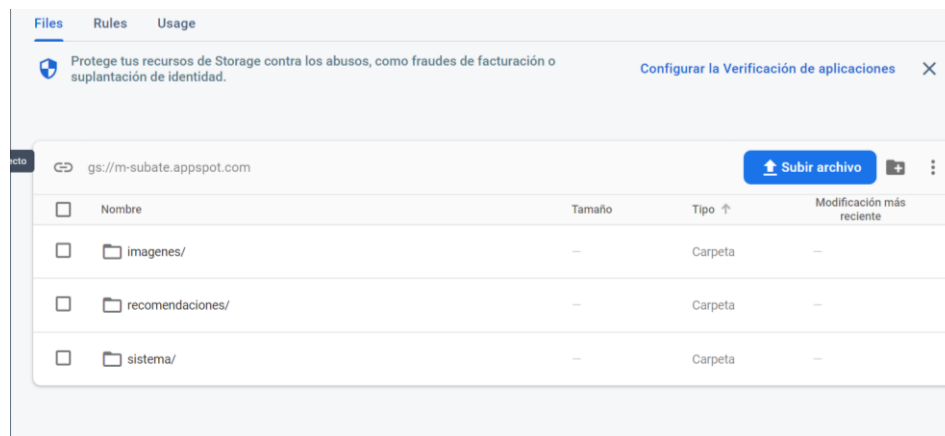 Files Rules Usage
Protege tus recursos de Storage contra los abusos, como fraudes de facturación o
suplantación de identidad.
Configurar la Verificación de aplicaciones
ecto
gs://m-subate.appspot.com
Subir archivo
Nombre Tamaño Tipo Modificación más
reciente
imagenes/ — Carpeta —
recomendaciones/ — Carpeta —
sistema/ — Carpeta —